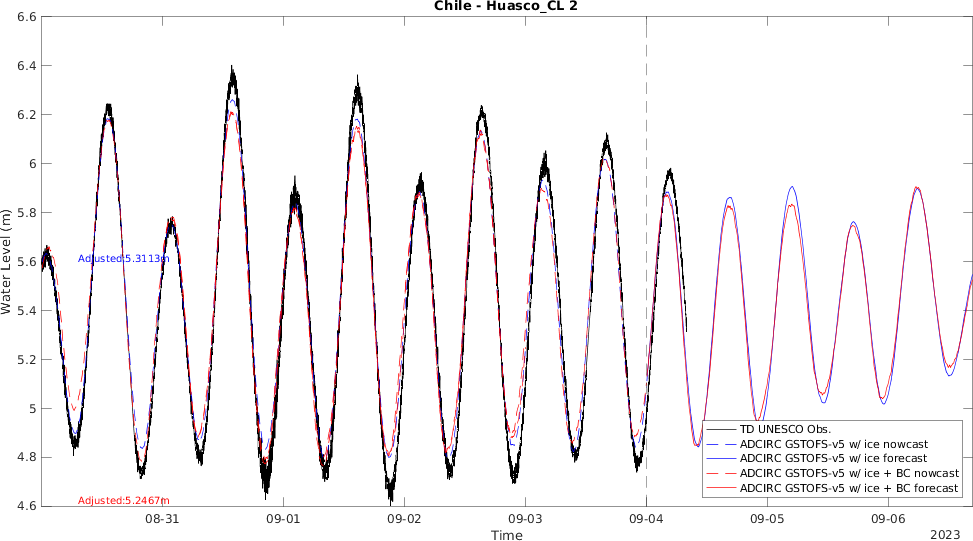 Chile - Huasco_CL 2
6.6
6.4
6.2
6
5.8
5.6
5.4
5.2
5
4.8
4.6
Water Level (m)
Adjusted:5.3113m
Adjusted:5.2467m
TD UNESCO Obs.
ADCIRC GSTOFS-v5 w/ ice nowcast
ADCIRC GSTOFS-v5 w/ ice forecast
ADCIRC GSTOFS-v5 w/ ice + BC nowcast
ADCIRC GSTOFS-v5 w/ ice + BC forecast
08-31 09-01 09-02 09-03 09-04 09-05 09-06
Time
2023